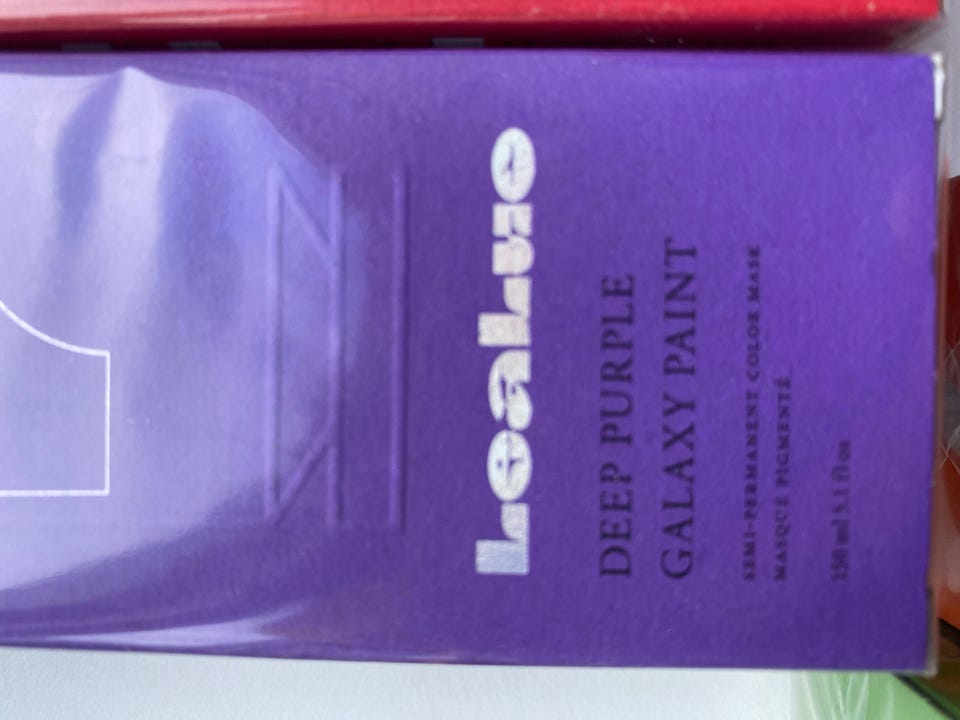 LeaLuo
DEEP PURPLE
GALAXY PAINT
SEMI-PERMANENT COLOR MASK
MASQUE PIGMENTÉ
150 ml 5.1 fl oz